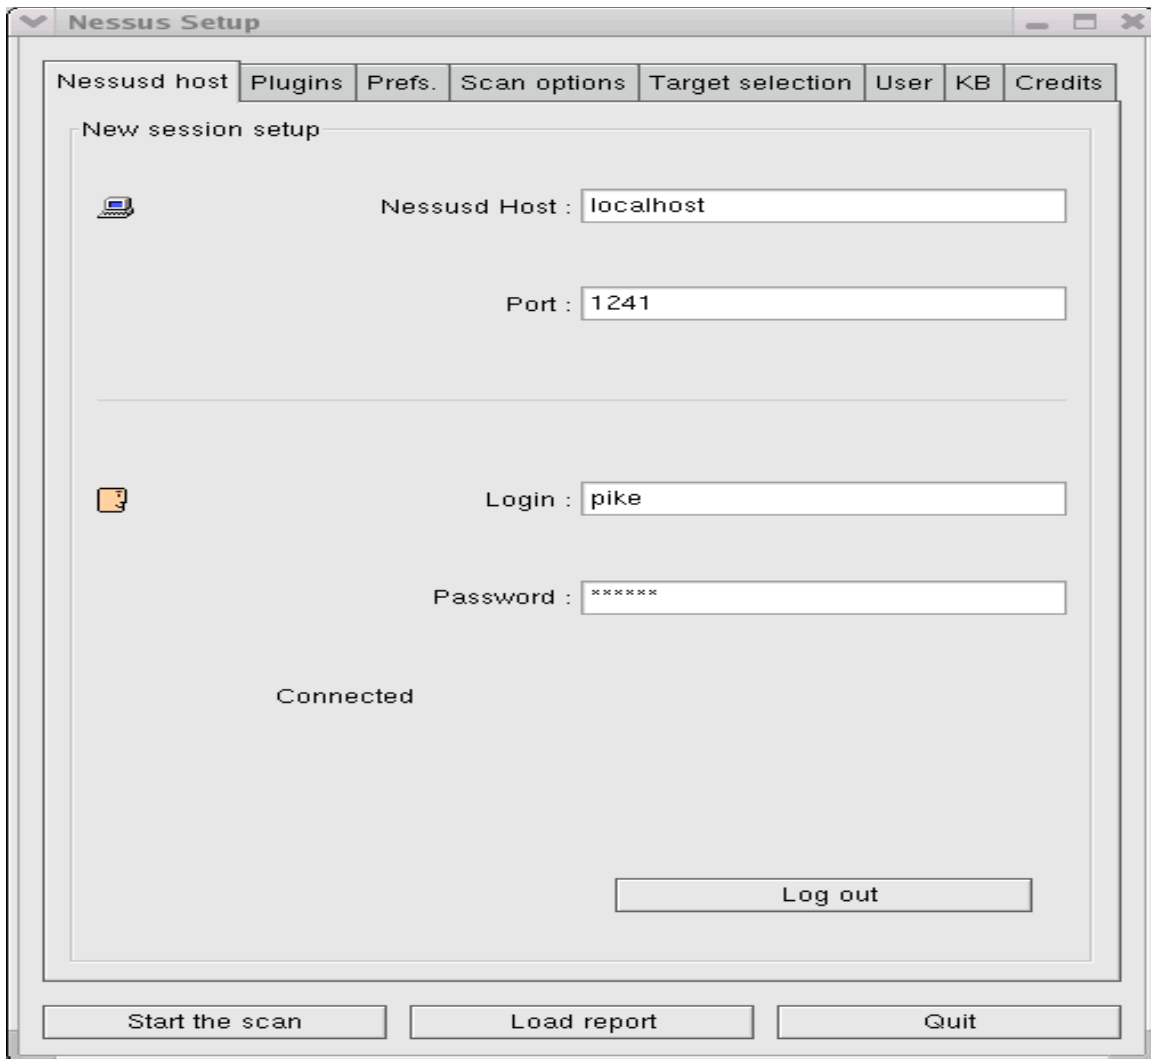 Nessus Setup
Nessusd host Plugins Prefs. Scan options Target selection User KB Credits
New session setup
Nessusd Host : localhost
Port : 1241
Login : pike
Password : ******
Connected
Log out
Start the scan Load report Quit